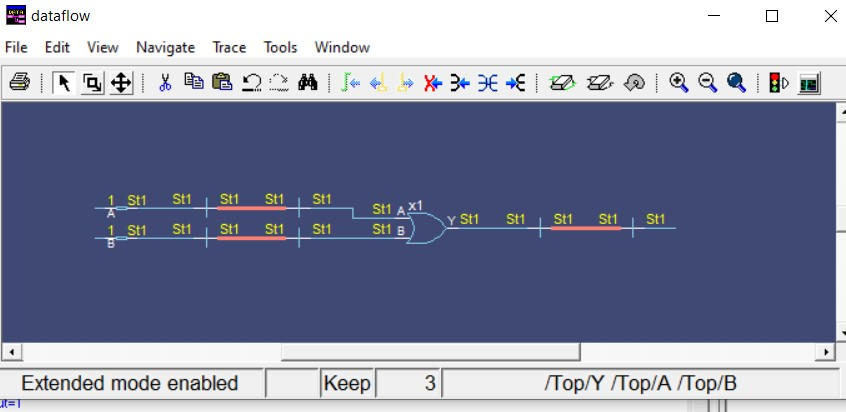 dataflow
File Edit View Navigate Trace Tools Window
1 St1 St1 St1 St1 St1
A
St1 A x1
1 St1 St1 St1 St1 St1 St1 B
B
Y St1 St1 St1 St1 St1
Extended mode enabled Keep 3 /Top/Y /Top/A /Top/B